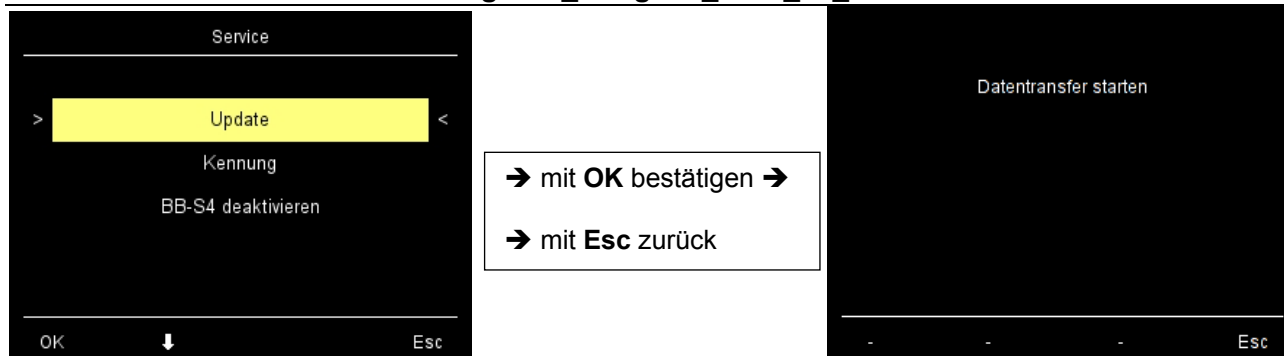 Service
> Update <
Kennung
BB-S4 deaktivieren
OK ⬇ Esc
➔ mit OK bestätigen ➔
➔ mit Esc zurück
Datentransfer starten
- - - Esc